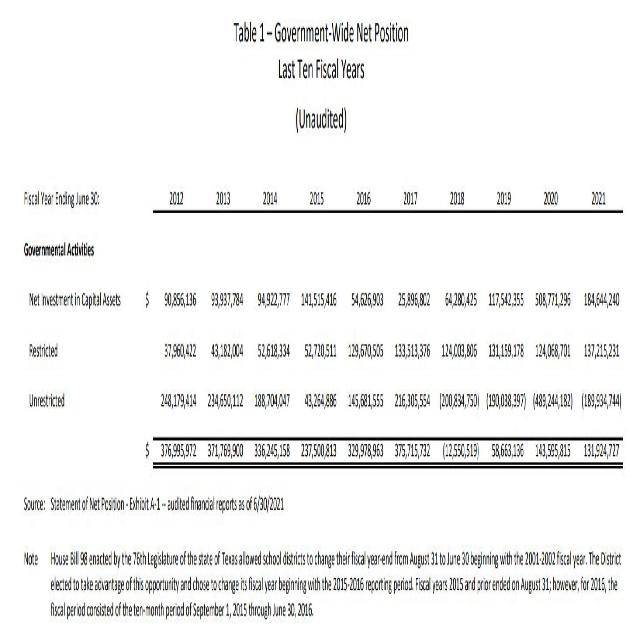 Table 1 – Government-Wide Net Position
Last Ten Fiscal Years
(Unaudited)
Fiscal Year Ending June 30: 2012 2013 2014 2015 2016 2017 2018 2019 2020 2021
Governmental Activities
Net Investment in Capital Assets $ 90,856,136 93,937,784 94,922,777 141,515,416 54,626,903 25,896,802 64,280,425 117,542,355 508,771,296 184,644,240
Restricted 37,960,422 43,182,004 52,618,334 52,720,511 129,670,505 133,513,376 124,003,806 131,159,178 124,068,701 137,215,231
Unrestricted 248,179,414 234,650,112 188,704,047 43,264,886 145,681,555 216,305,554 (200,834,750) (190,038,397) (489,244,182) (189,934,744)
$ 376,995,972 371,769,900 336,245,158 237,500,813 329,978,963 375,715,732 (12,550,519) 58,663,136 143,595,815 131,924,727
Source: Statement of Net Position - Exhibit A-1 – audited financial reports as of 6/30/2021
Note House Bill 98 enacted by the 76th Legislature of the state of Texas allowed school districts to change their fiscal year-end from August 31 to June 30 beginning with the 2001-2002 fiscal year. The District
elected to take advantage of this opportunity and chose to change its fiscal year beginning with the 2015-2016 reporting period. Fiscal years 2015 and prior ended on August 31; however, for 2016, the
fiscal period consisted of the ten-month period of September 1, 2015 through June 30, 2016.